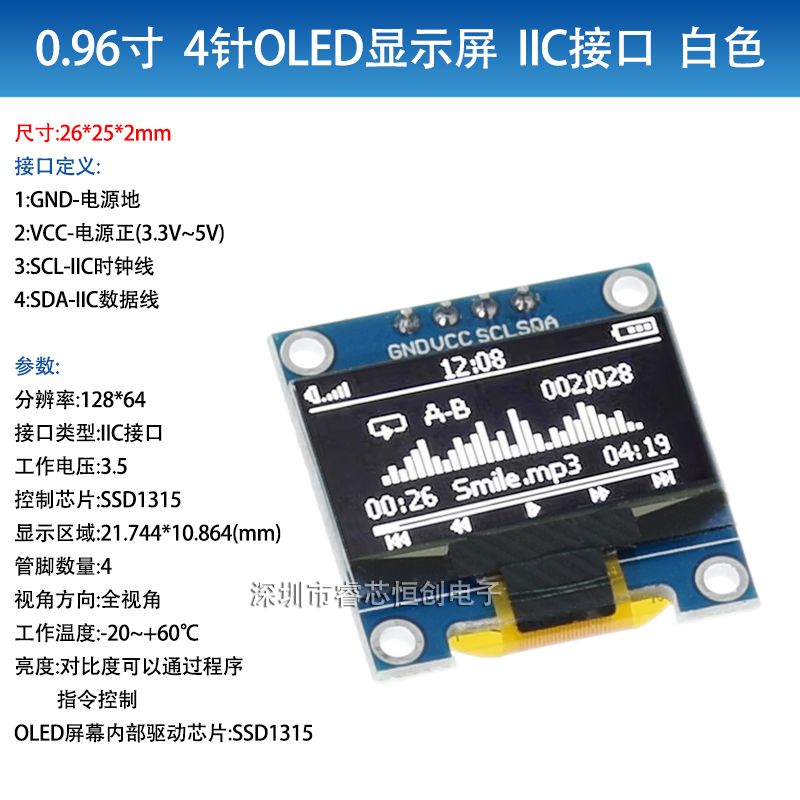 0.96寸 4针OLED显示屏 IIC接口 白色
尺寸:26*25*2mm
接口定义:
1:GND-电源地
2:VCC-电源正(3.3V~5V)
3:SCL-IIC时钟线
4:SDA-IIC数据线
参数:
分辨率:128*64
接口类型:IIC接口
工作电压:3.5
控制芯片:SSD1315
显示区域:21.744*10.864(mm)
管脚数量:4
视角方向:全视角
工作温度:-20~+60℃
亮度:对比度可以通过程序
指令控制
OLED屏幕内部驱动芯片:SSD1315
GND VCC SCL SDA
12:08
A-B 002/028
00:26 Smile.mp3 04:19
深圳市睿芯恒创电子